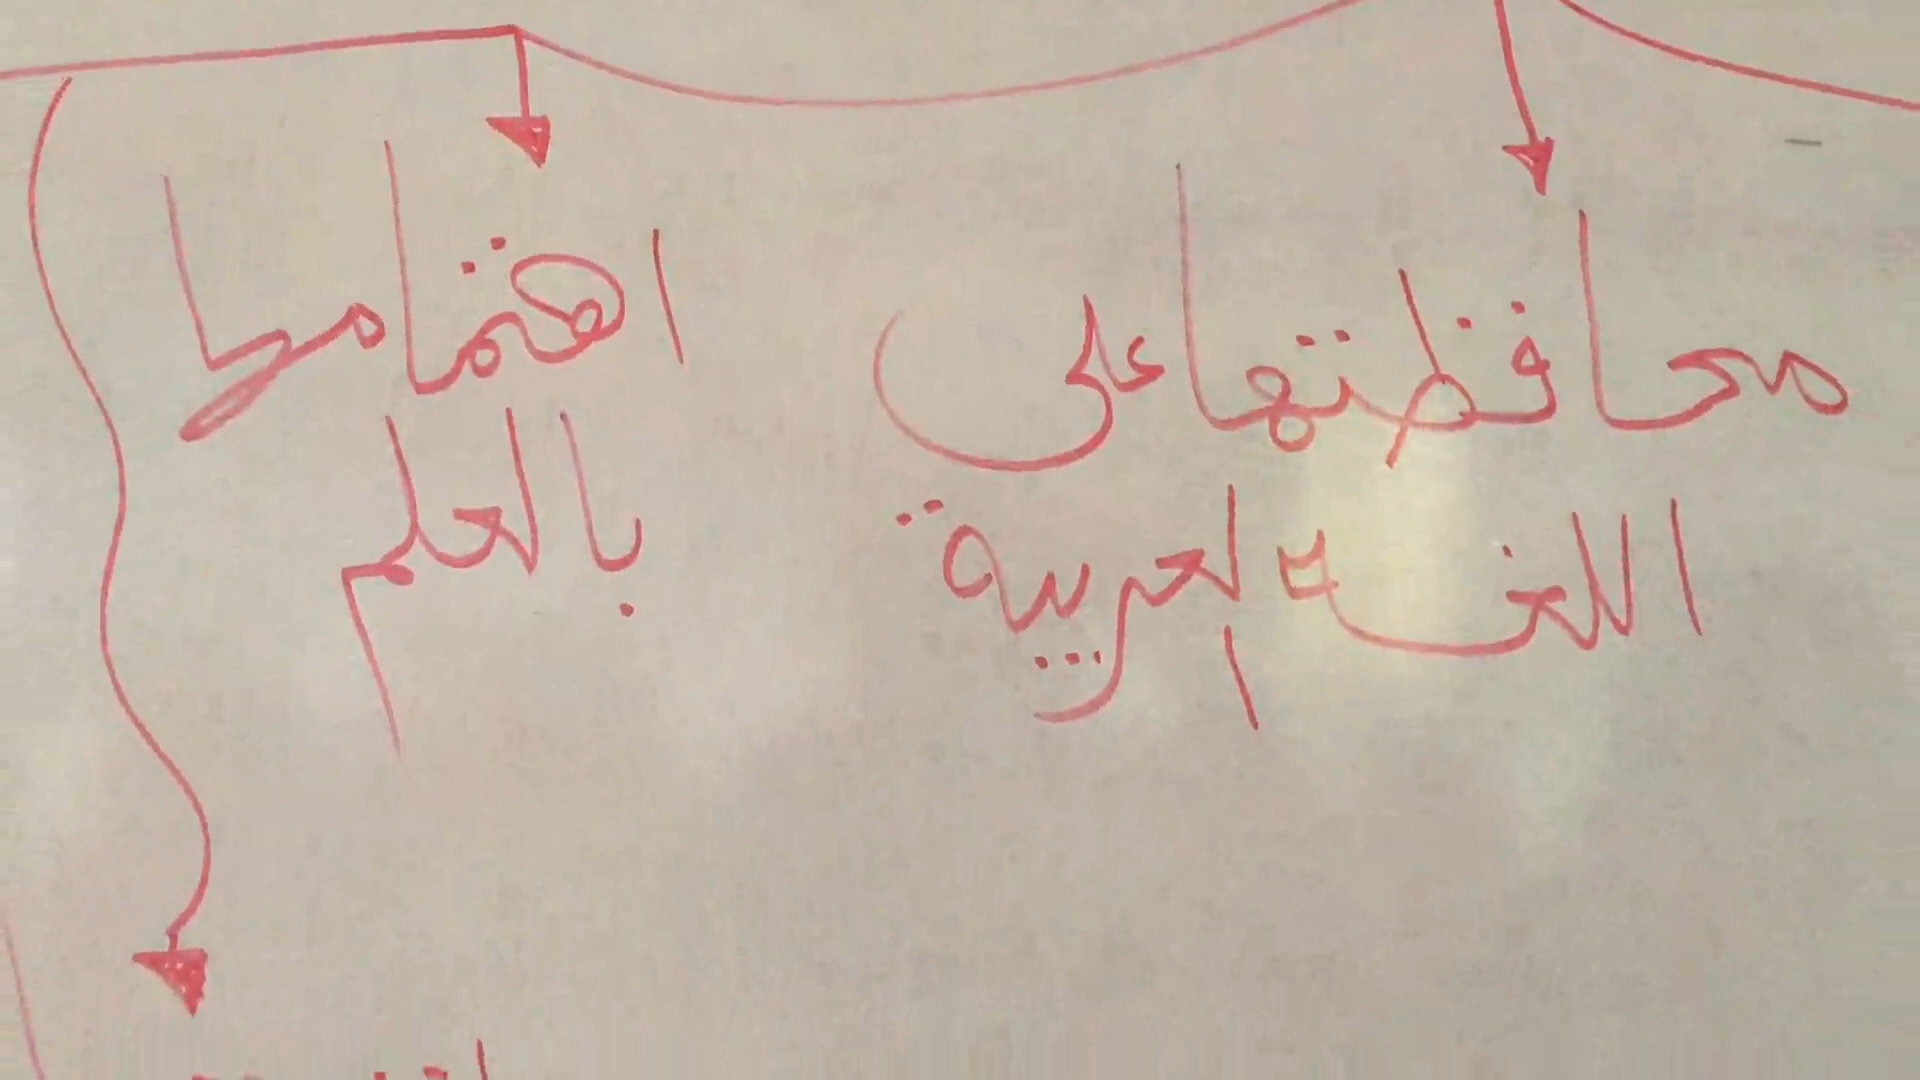 محافظتها على
اللغة العربية
اهتمامها
بالعلم